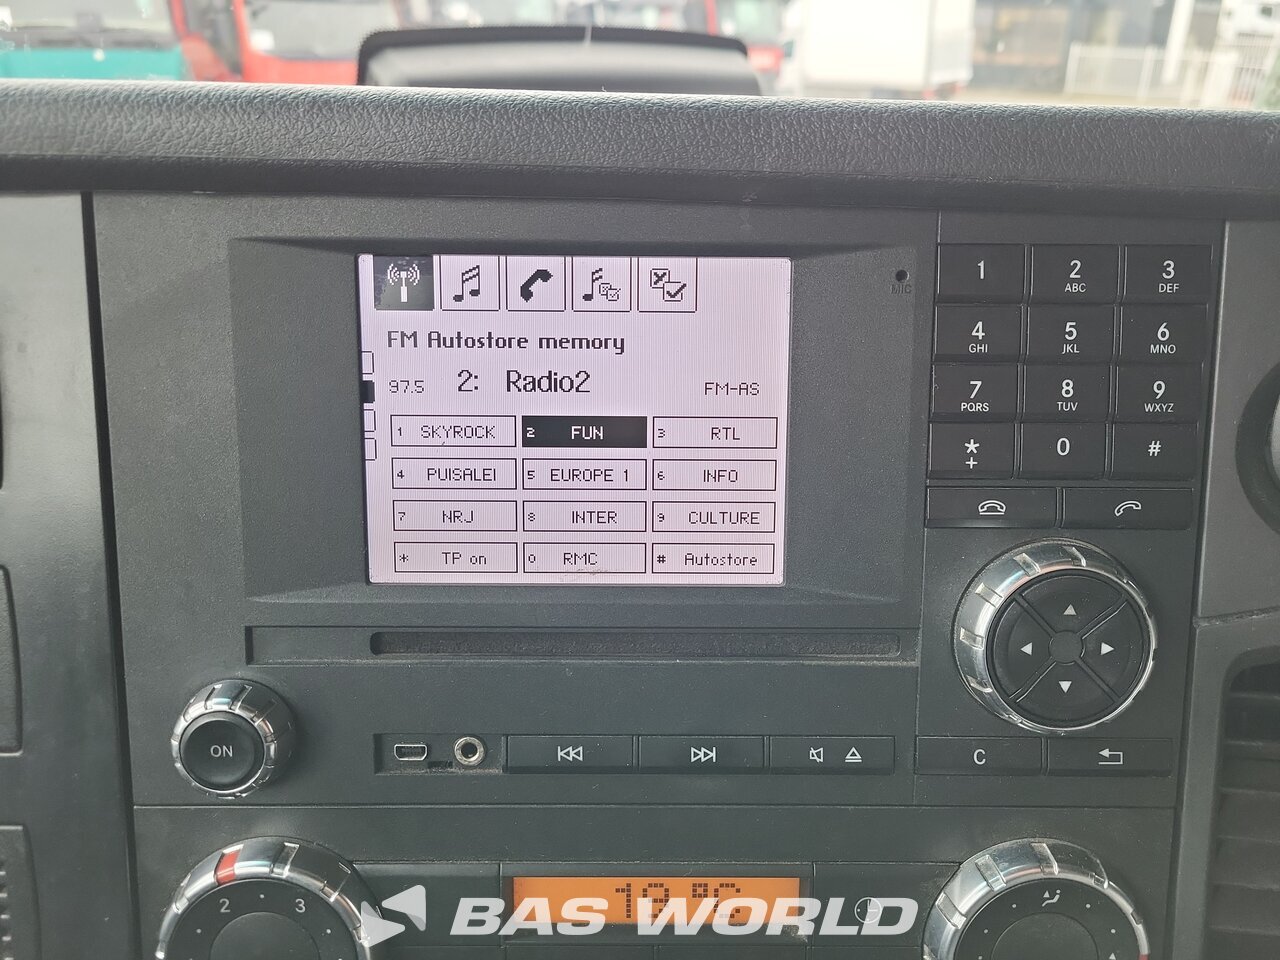 FM Autostore memory
97.5 2: Radio2 FM-AS
1 SKYROCK 2 FUN 3 RTL
4 PUISALEI 5 EUROPE 1 6 INFO
7 NRJ 8 INTER 9 CULTURE
* TP on 0 RMC # Autostore
MIC
1 2 ABC 3 DEF
4 GHI 5 JKL 6 MNO
7 PQRS 8 TUV 9 WXYZ
* + 0 #
ON
C
2 3
19 °C
BAS WORLD